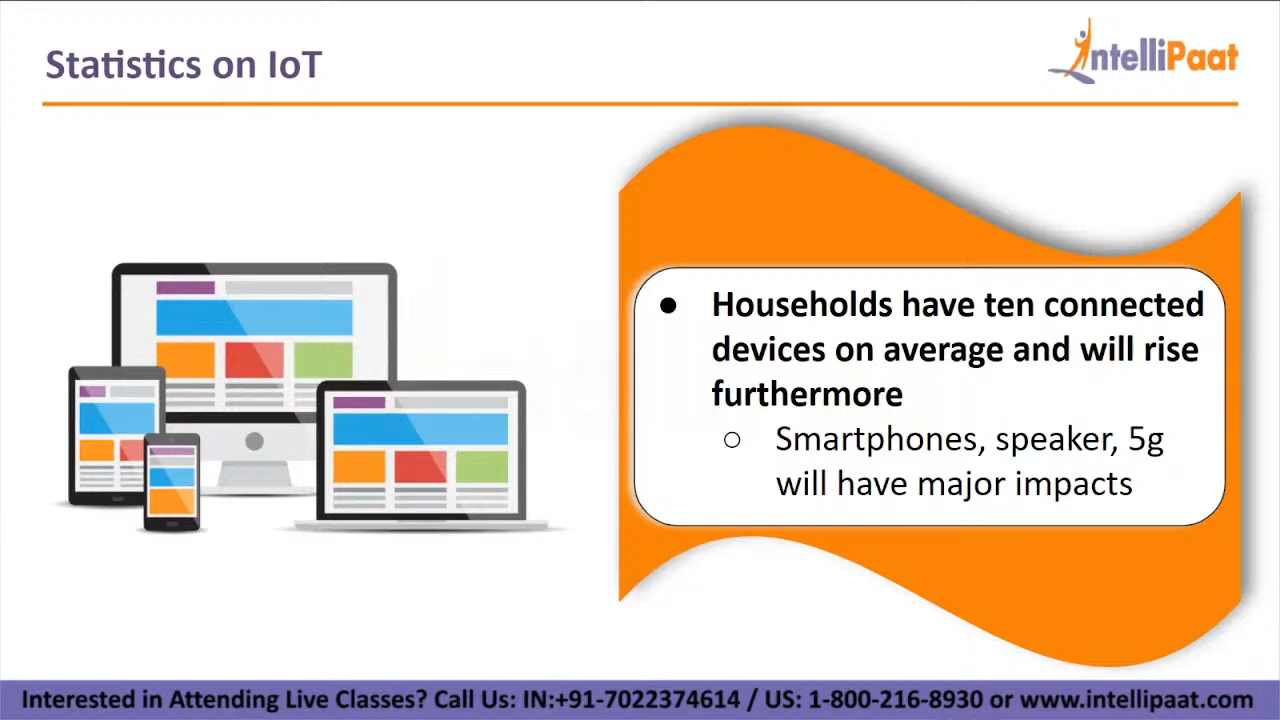 Statistics on IoT
IntelliPaat
● Households have ten connected
devices on average and will rise
furthermore
○ Smartphones, speaker, 5g
will have major impacts
Interested in Attending Live Classes? Call Us: IN:+91-7022374614 / US: 1-800-216-8930 or www.intellipaat.com